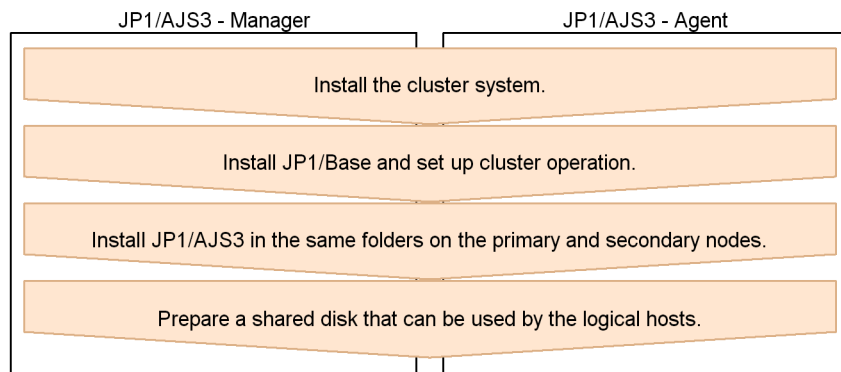 JP1/AJS3 - Manager
JP1/AJS3 - Agent
Install the cluster system.
Install JP1/Base and set up cluster operation.
Install JP1/AJS3 in the same folders on the primary and secondary nodes.
Prepare a shared disk that can be used by the logical hosts.